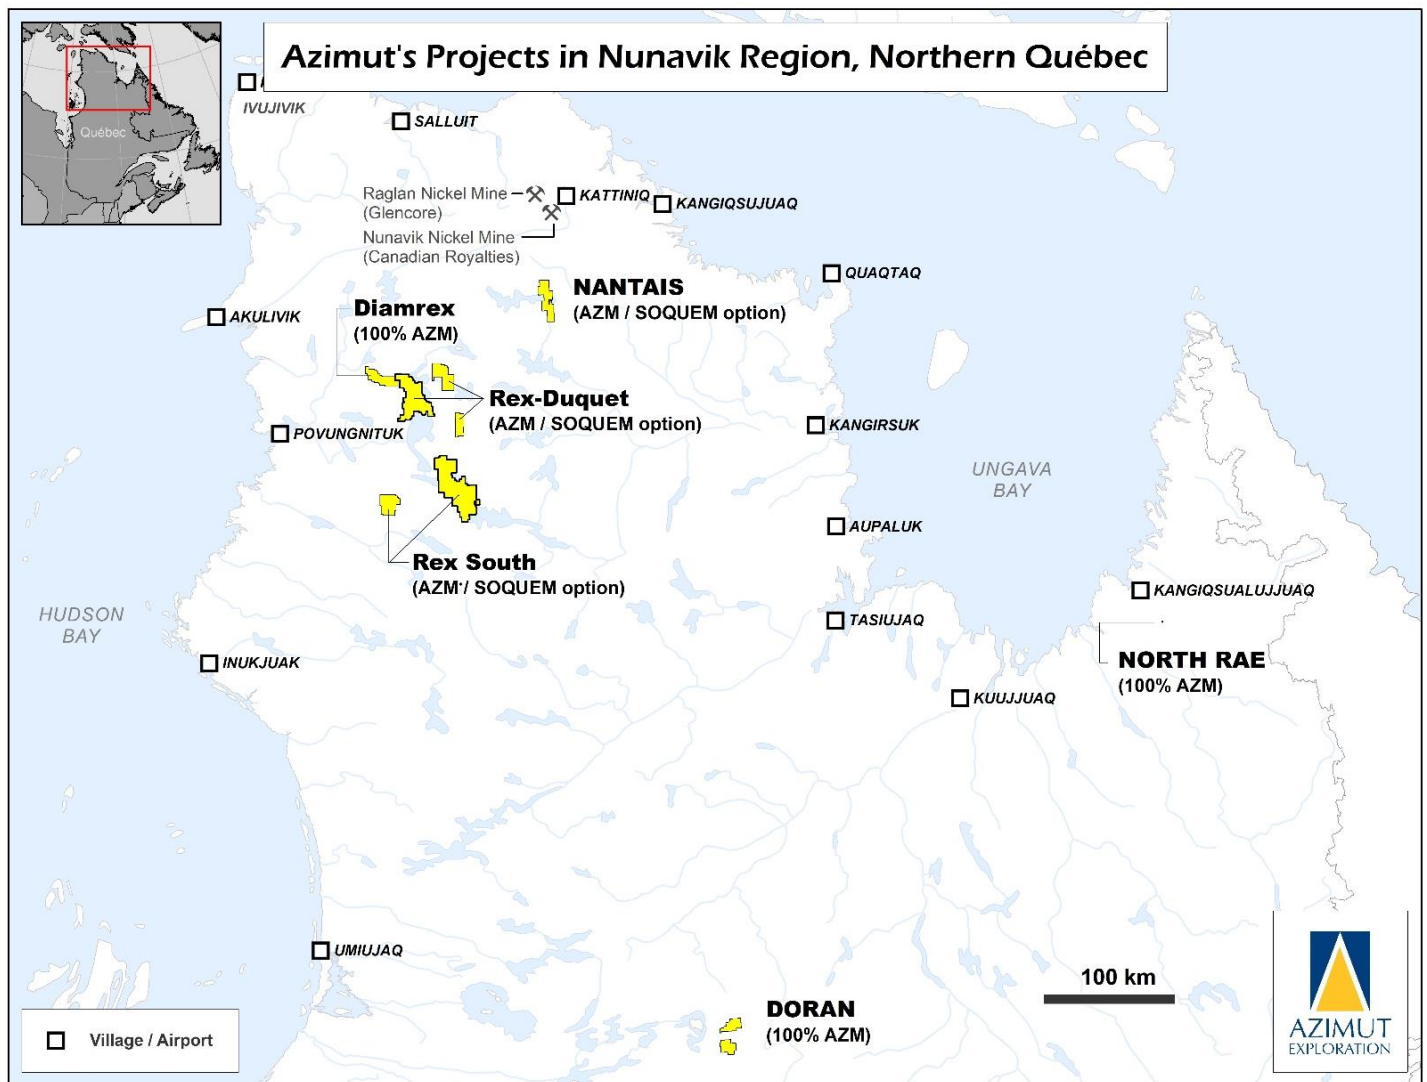 Azimut's Projects in Nunavik Region, Northern Québec
Québec
IVUJIVIK
SALLUIT
Raglan Nickel Mine
(Glencore)
KATTINIQ
KANGIQSUJUAQ
Nunavik Nickel Mine
(Canadian Royalties)
QUAQTAQ
NANTAIS
(AZM / SOQUEM option)
Diamrex
(100% AZM)
AKULIVIK
Rex-Duquet
(AZM / SOQUEM option)
POVUNGNITUK
KANGIRSUK
UNGAVA
BAY
AUPALUK
Rex South
(AZM / SOQUEM option)
KANGIQSUALUJJUAQ
HUDSON
BAY
TASIUJAQ
INUKJUAK
NORTH RAE
(100% AZM)
KUUJJUAQ
UMIUJAQ
100 km
DORAN
(100% AZM)
Village / Airport
AZIMUT
EXPLORATION